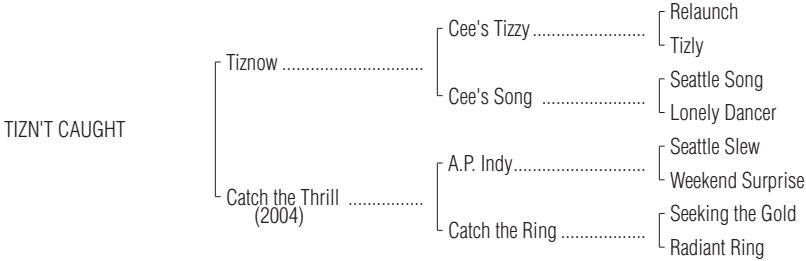 Relaunch
Cee's Tizzy ........................
Tizly
Tiznow ..............................
Seattle Song
Cee's Song ......................
Lonely Dancer
TIZN'T CAUGHT
Seattle Slew
A.P. Indy............................
Weekend Surprise
Catch the Thrill ................
(2004)
Seeking the Gold
Catch the Ring ..................
Radiant Ring